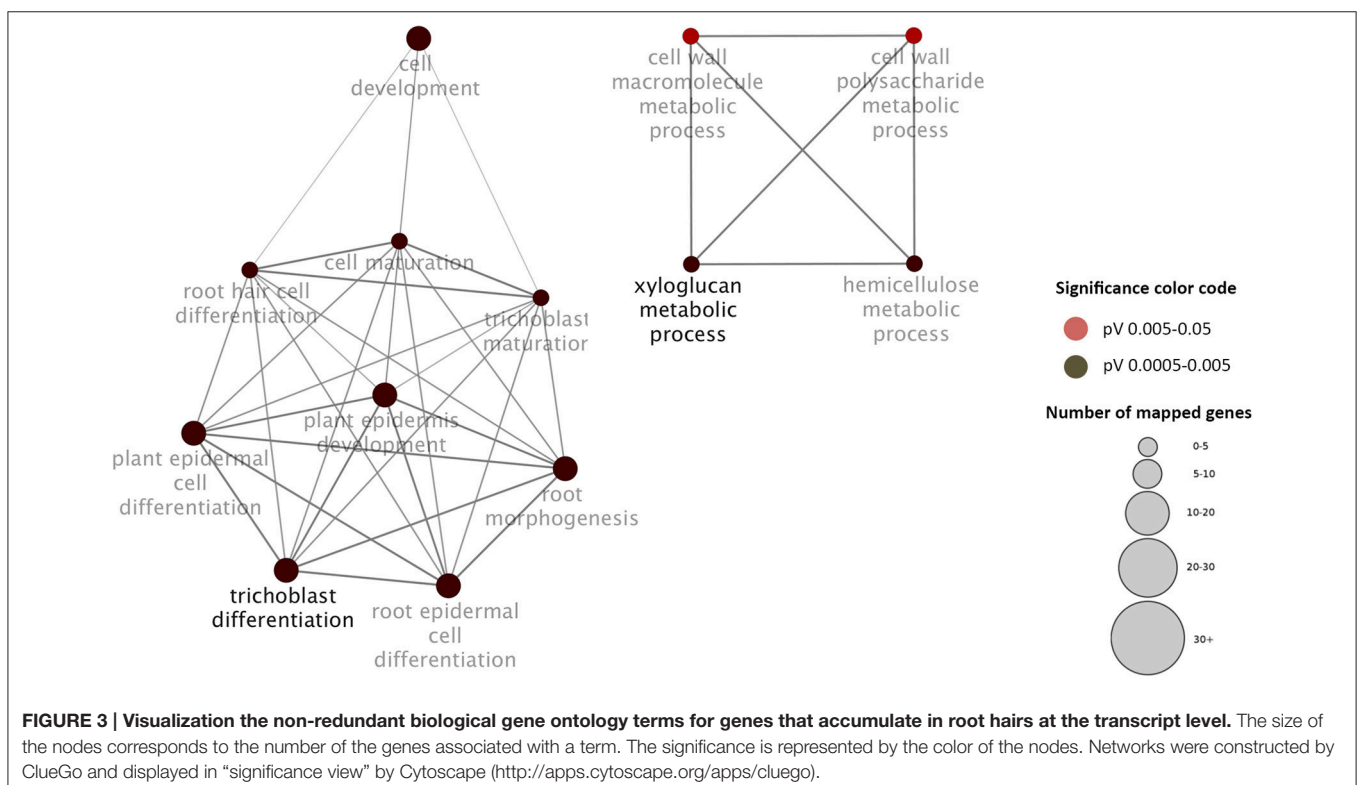 cell
development
cell wall
macromolecule
metabolic
process
cell wall
polysaccharide
metabolic
process
cell maturation
root hair cell
differentiation
trichoblast
maturation
xyloglucan
metabolic
process
hemicellulose
metabolic
process
plant epidermis
development
plant epidermal
cell
differentiation
root
morphogenesis
trichoblast
differentiation
root epidermal
cell
differentiation
Significance color code
pV 0.005-0.05
pV 0.0005-0.005
Number of mapped genes
0-5
5-10
10-20
20-30
30+
FIGURE 3 | Visualization the non-redundant biological gene ontology terms for genes that accumulate in root hairs at the transcript level. The size of
the nodes corresponds to the number of the genes associated with a term. The significance is represented by the color of the nodes. Networks were constructed by
ClueGo and displayed in “significance view” by Cytoscape (http://apps.cytoscape.org/apps/cluego).